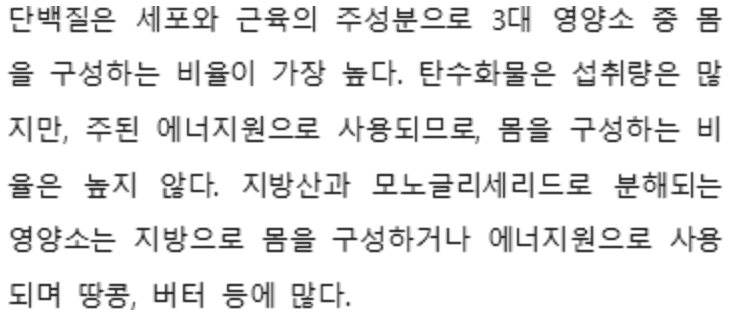 단백질은 세포와 근육의 주성분으로 3대 영양소 중 몸
을 구성하는 비율이 가장 높다. 탄수화물은 섭취량은 많
지만, 주된 에너지원으로 사용되므로, 몸을 구성하는 비
율은 높지 않다. 지방산과 모노글리세리드로 분해되는
영양소는 지방으로 몸을 구성하거나 에너지원으로 사용
되며 땅콩, 버터 등에 많다.